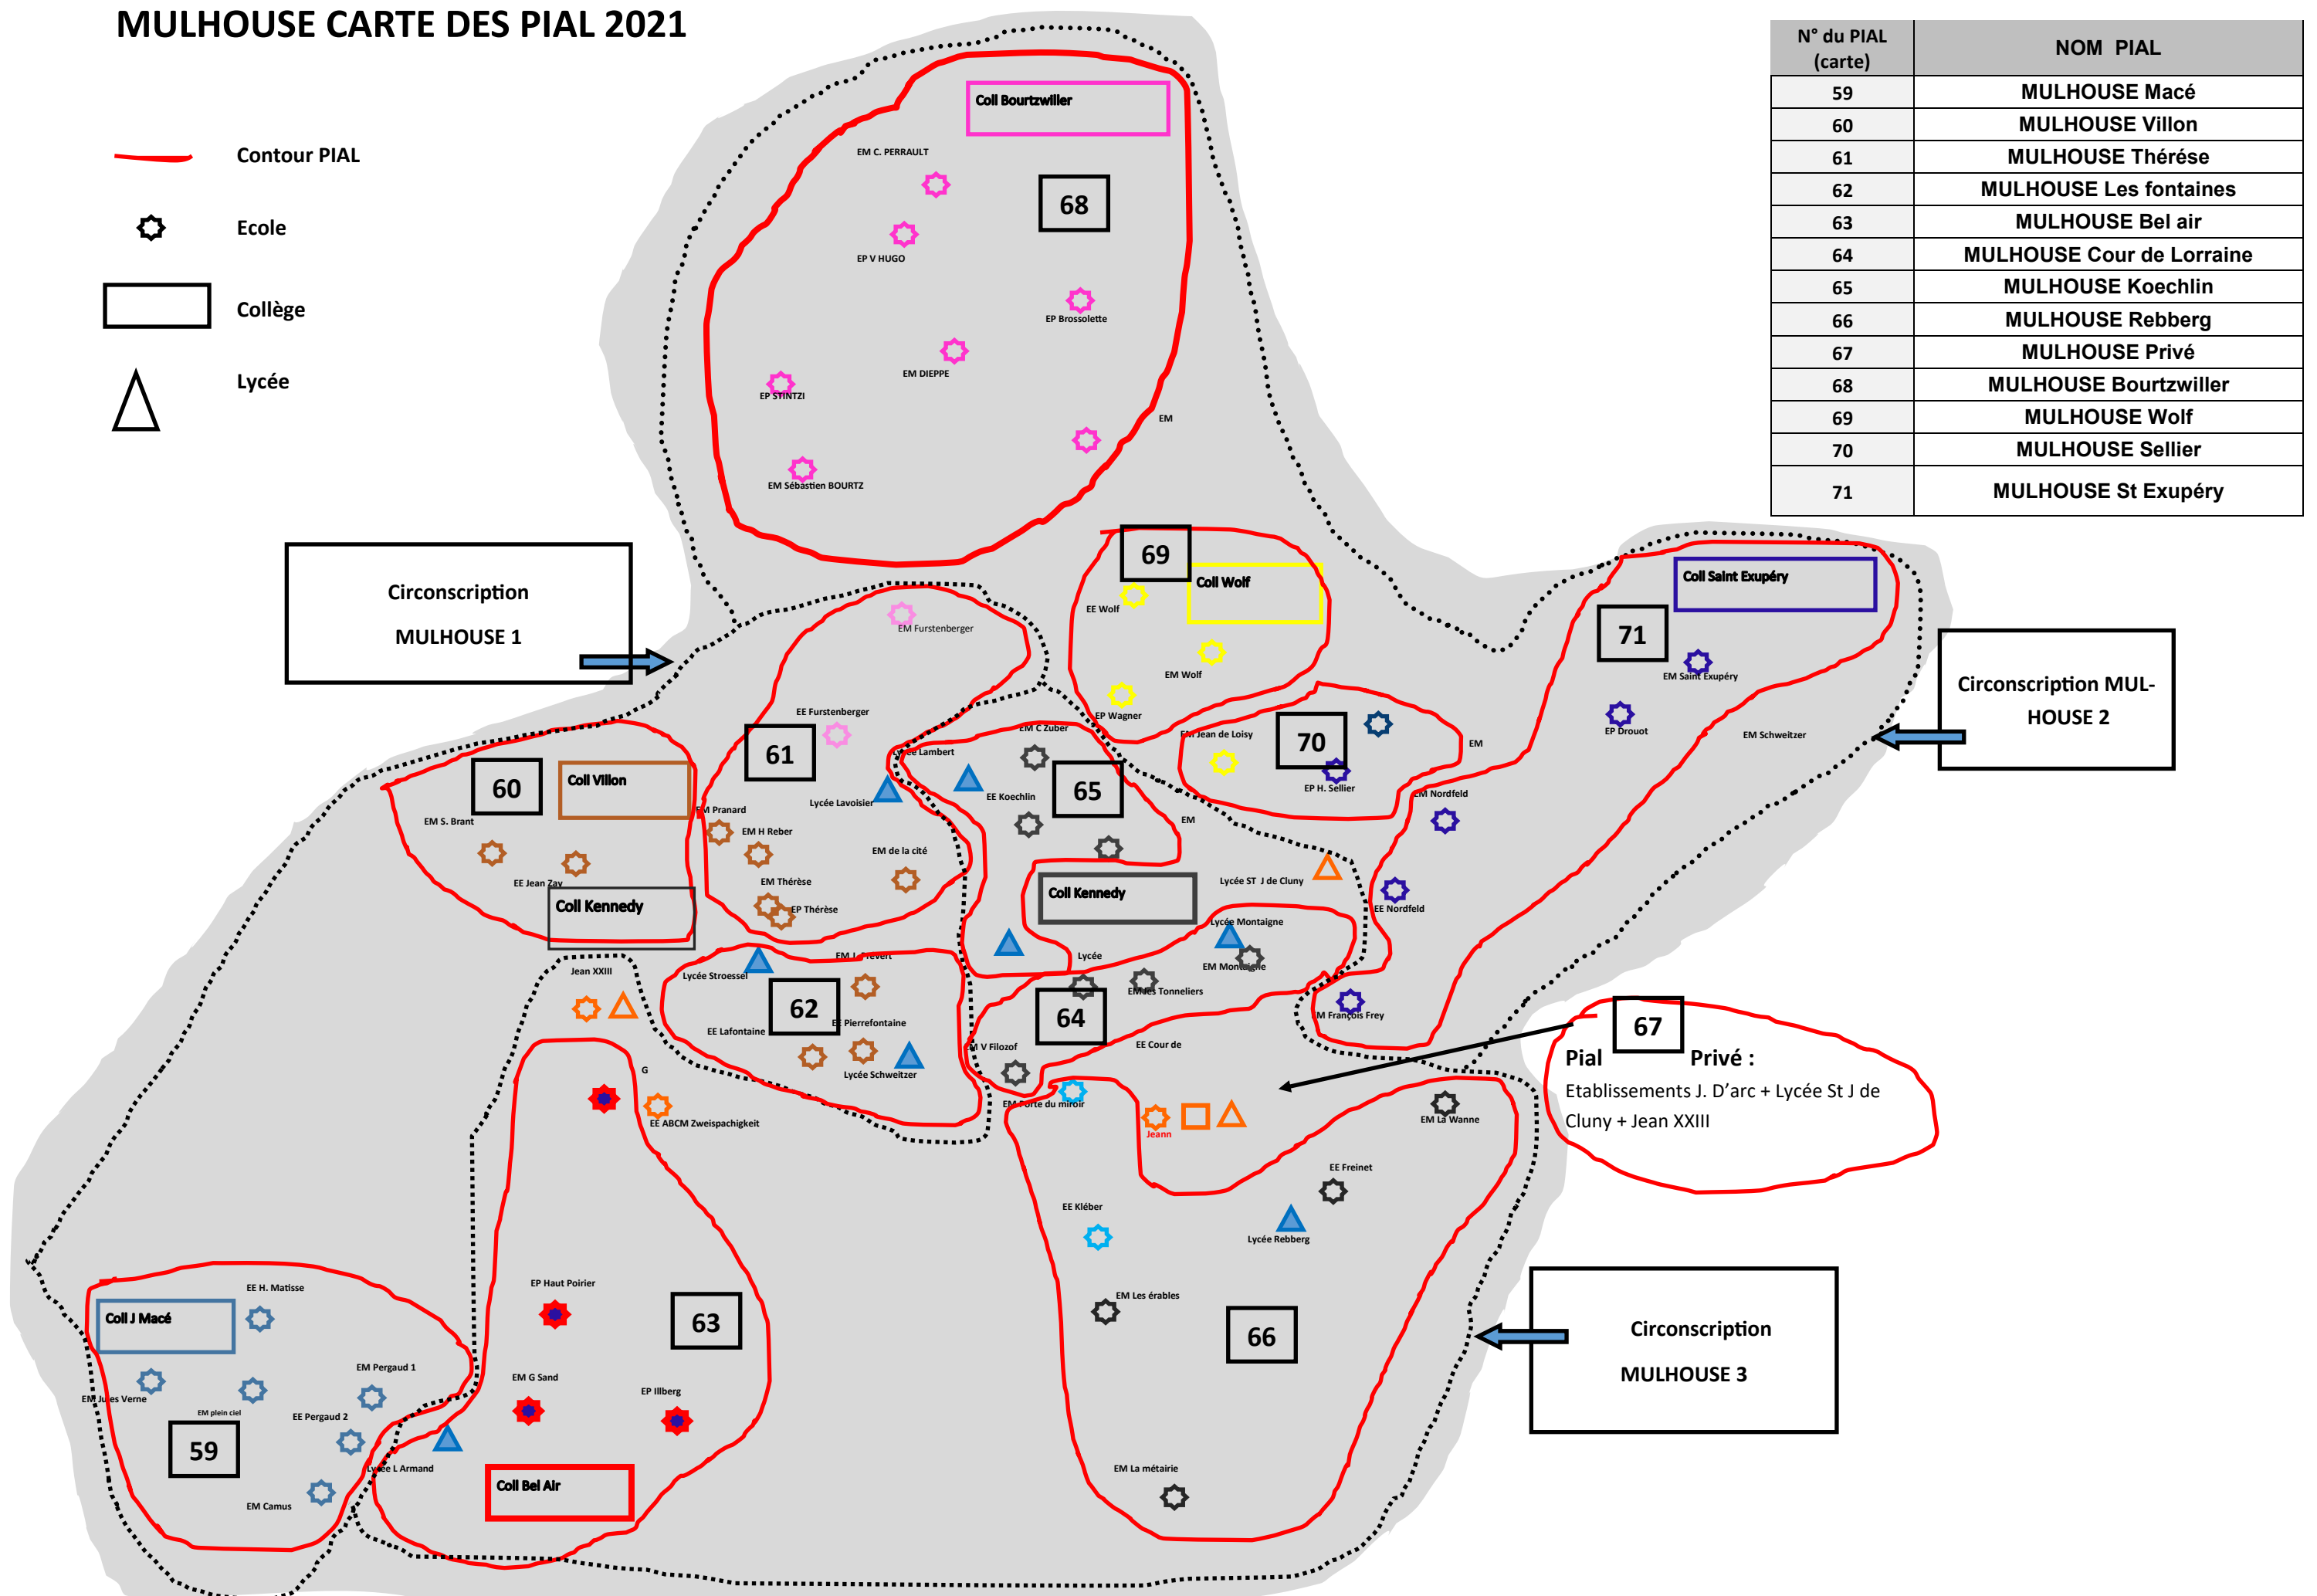 MULHOUSE CARTE DES PIAL 2021
Contour PIAL
Ecole
Collège
Lycée
N° du PIAL
(carte)
NOM PIAL
59 MULHOUSE Macé
60 MULHOUSE Villon
61 MULHOUSE Thérése
62 MULHOUSE Les fontaines
63 MULHOUSE Bel air
64 MULHOUSE Cour de Lorraine
65 MULHOUSE Koechlin
66 MULHOUSE Rebberg
67 MULHOUSE Privé
68 MULHOUSE Bourtzwiller
69 MULHOUSE Wolf
70 MULHOUSE Sellier
71 MULHOUSE St Exupéry
Coll Bourtzwiller
EM C. PERRAULT
68
EP V HUGO
EP Brossolette
EM DIEPPE
EP STINTZI
EM
EM Sébastien BOURTZ
Circonscription
MULHOUSE 1
69
Coll Wolf
EE Wolf
EM Wolf
EP Wagner
Coll Saint Exupéry
71
EM Saint Exupéry
EP Drouot
EM Schweitzer
Circonscription MUL-
HOUSE 2
EM Furstenberger
EE Furstenberger
61
Lycée Lambert
Lycée Lavoisier
EM Pranard
EM H Reber
EM de la cité
EM Thérèse
EP Thérèse
60
Coll Villon
EM S. Brant
EE Jean Zay
Coll Kennedy
EM C Zuber
65
EE Koechlin
EM
Coll Kennedy
Lycée
EM Jean de Loisy
70
EM
EP H. Sellier
EM Nordfeld
EE Nordfeld
Lycée ST J de Cluny
Lycée Montaigne
EM Montaigne
EM les Tonneliers
EM François Frey
Jean XXIII
Lycée Stroessel
EM J. Prévert
62
EE Lafontaine
EE Pierrefontaine
Lycée Schweitzer
64
EM V Filozof
EE Cour de
67
Pial Privé :
Etablissements J. D’arc + Lycée St J de
Cluny + Jean XXIII
G
EE ABCM Zweispachigkeit
EM Porte du miroir
Jeann
EM La Wanne
EE Freinet
EE Kléber
Lycée Rebberg
EM Les érables
66
EM La métairie
Circonscription
MULHOUSE 3
EP Haut Poirier
63
EM G Sand
EP Illberg
Coll Bel Air
EE H. Matisse
Coll J Macé
EM Jules Verne
EM plein ciel
EM Pergaud 1
EE Pergaud 2
59
Lycée L Armand
EM Camus